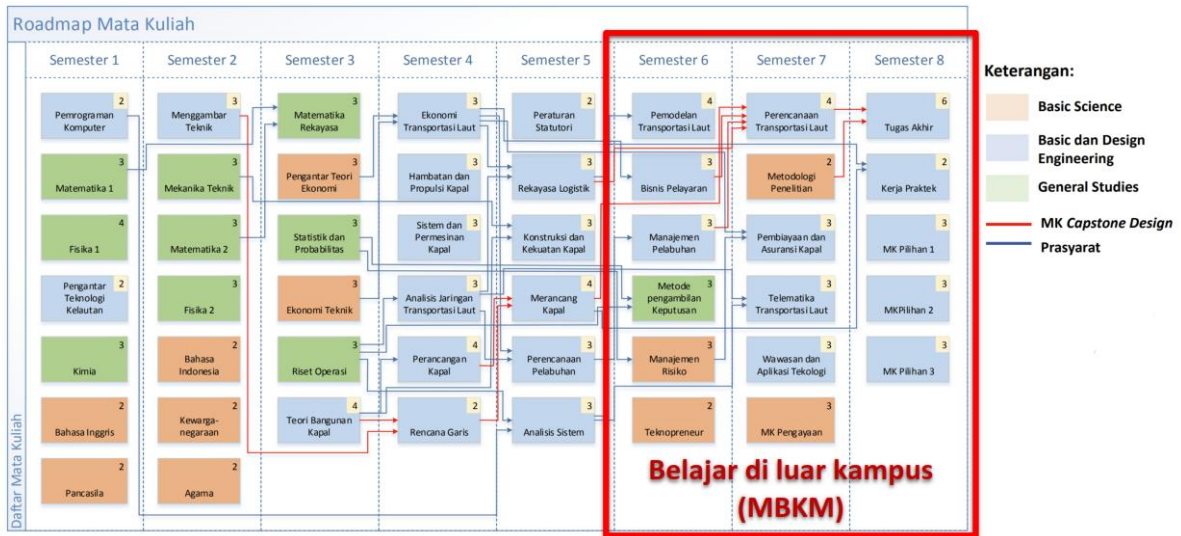 Roadmap Mata Kuliah
Daftar Mata Kuliah
Semester 1
Semester 2
Semester 3
Semester 4
Semester 5
Semester 6
Semester 7
Semester 8
2
Pemrograman
Komputer
3
Matematika 1
4
Fisika 1
Pengantar 2
Teknologi
Kelautan
3
Kimia
2
Bahasa Inggris
2
Pancasila
3
Menggambar
Teknik
3
Mekanika Teknik
3
Matematika 2
3
Fisika 2
2
Bahasa
Indonesia
2
Kewarga-
negaraan
2
Agama
3
Matematika
Rekayasa
3
Pengantar Teori
Ekonomi
3
Statistik dan
Probabilitas
3
Ekonomi Teknik
3
Riset Operasi
4
Teori Bangunan
Kapal
3
Ekonomi
Transportasi Laut
3
Hambatan dan
Propulsi Kapal
Sistem dan 3
Permesinan
Kapal
3
Analisis Jaringan
Transportasi Laut
4
Perancangan
Kapal
2
Rencana Garis
2
Peraturan
Statutori
3
Rekayasa Logistik
3
Konstruksi dan
Kekuatan Kapal
4
Merancang
Kapal
3
Perencanaan
Pelabuhan
3
Analisis Sistem
4
Pemodelan
Transportasi Laut
3
Bisnis Pelayaran
3
Manajemen
Pelabuhan
Metode 3
pengambilan
Keputusan
3
Manajemen
Risiko
2
Teknopreneur
4
Perencanaan
Transportasi Laut
2
Metodologi
Penelitian
3
Pembiayaan dan
Asuransi Kapal
3
Telematika
Transportasi Laut
3
Wawasan dan
Aplikasi Tekologi
3
MK Pengayaan
6
Tugas Akhir
2
Kerja Praktek
3
MK Pilihan 1
3
MKPilihan 2
3
MK Pilihan 3
Belajar di luar kampus
(MBKM)
Keterangan:
Basic Science
Basic dan Design
Engineering
General Studies
MK Capstone Design
Prasyarat